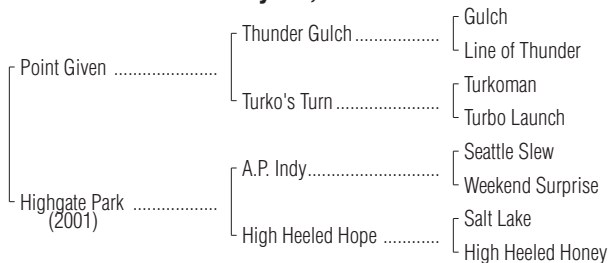 Gulch
Thunder Gulch ..................
Line of Thunder
Point Given ......................
Turkoman
Turko's Turn ......................
Turbo Launch
Seattle Slew
A.P. Indy............................
Weekend Surprise
Highgate Park ..................
(2001)
Salt Lake
High Heeled Hope ............
High Heeled Honey